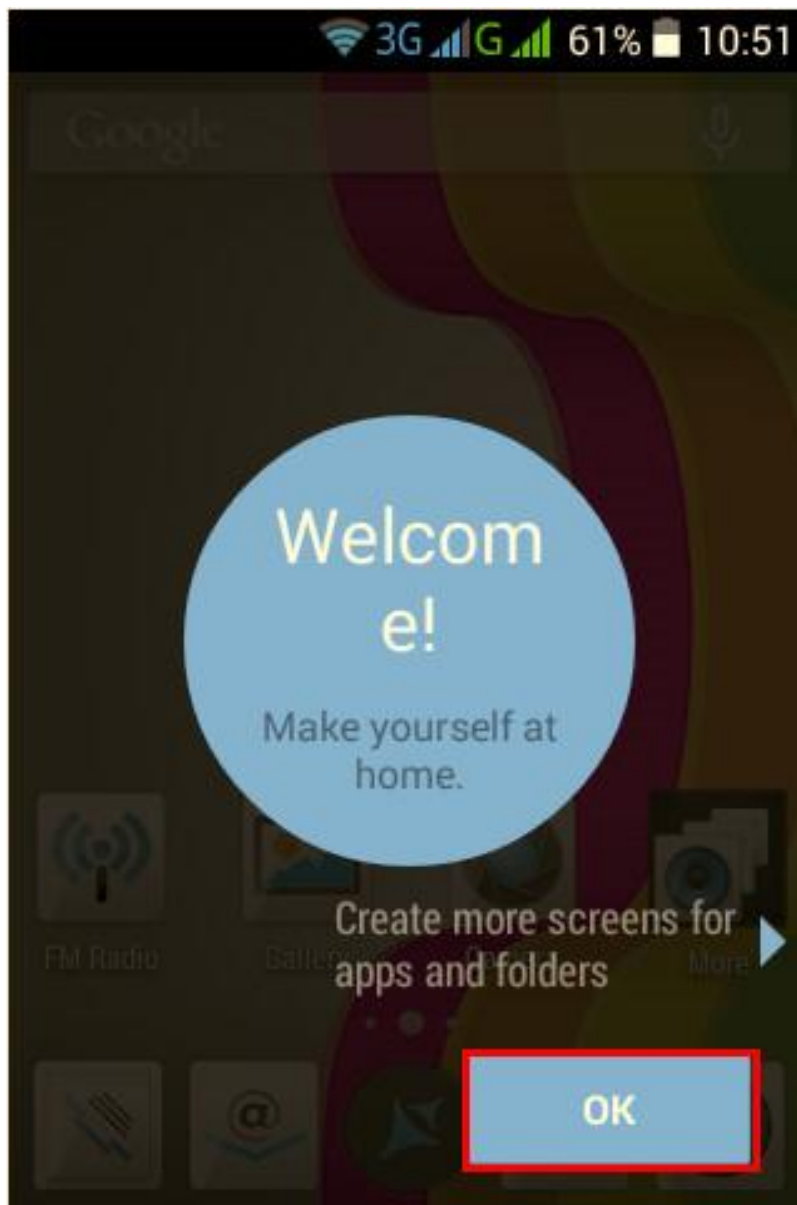 3G G 61% 10:51
Google
Welcom
e!
Make yourself at
home.
FM Radio
Create more screens for
apps and folders
More
OK